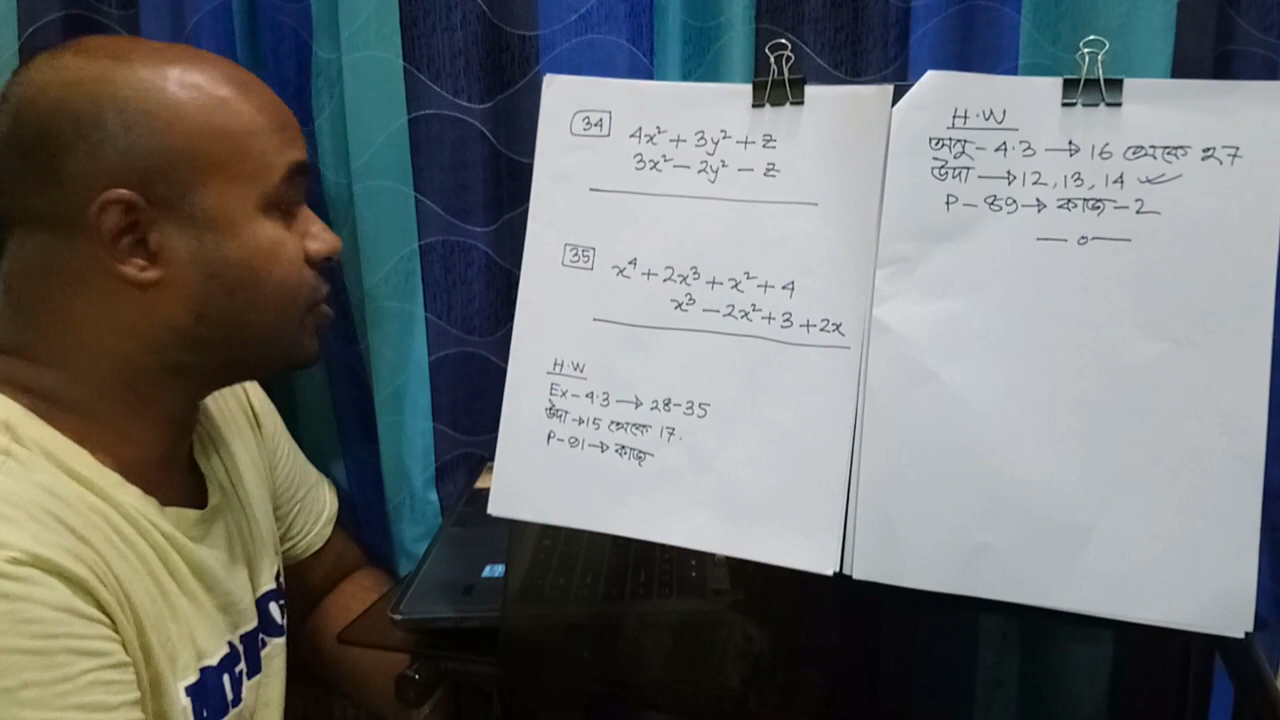 34
4x² + 3y² + z
3x² − 2y² − z
35
x⁴ + 2x³ + x² + 4
x³ − 2x² + 3 + 2x
H.W
Ex − 4.3 → 28-35
উদা → 15 থেকে 17.
P-91 → কাজ
H.W
অনু − 4.3 → 16 থেকে 27
উদা → 12, 13, 14
P − 89 → কাজ − 2
— 0 —